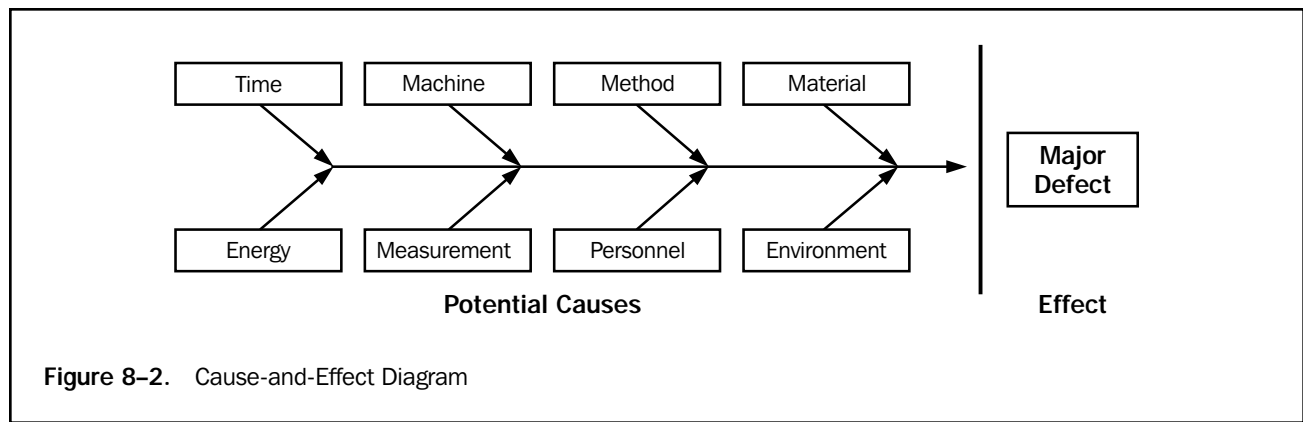 Time
Machine
Method
Material
Major
Defect
Energy
Measurement
Personnel
Environment
Potential Causes
Effect
Figure 8–2. Cause-and-Effect Diagram